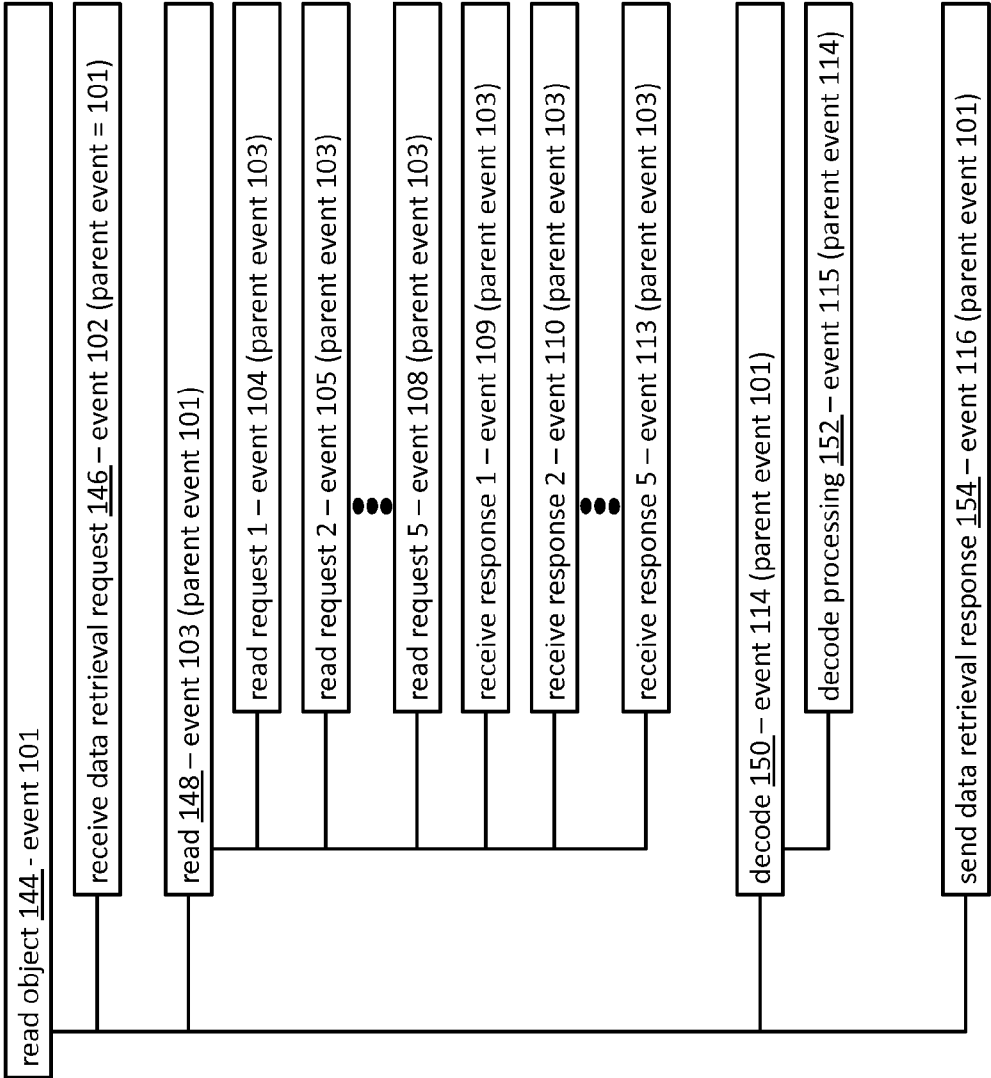 read object 144 - event 101
receive data retrieval request 146 – event 102 (parent event = 101)
read 148 – event 103 (parent event 101)
read request 1 – event 104 (parent event 103)
read request 2 – event 105 (parent event 103)
read request 5 – event 108 (parent event 103)
receive response 1 – event 109 (parent event 103)
receive response 2 – event 110 (parent event 103)
receive response 5 – event 113 (parent event 103)
decode 150 – event 114 (parent event 101)
decode processing 152 – event 115 (parent event 114)
send data retrieval response 154 – event 116 (parent event 101)